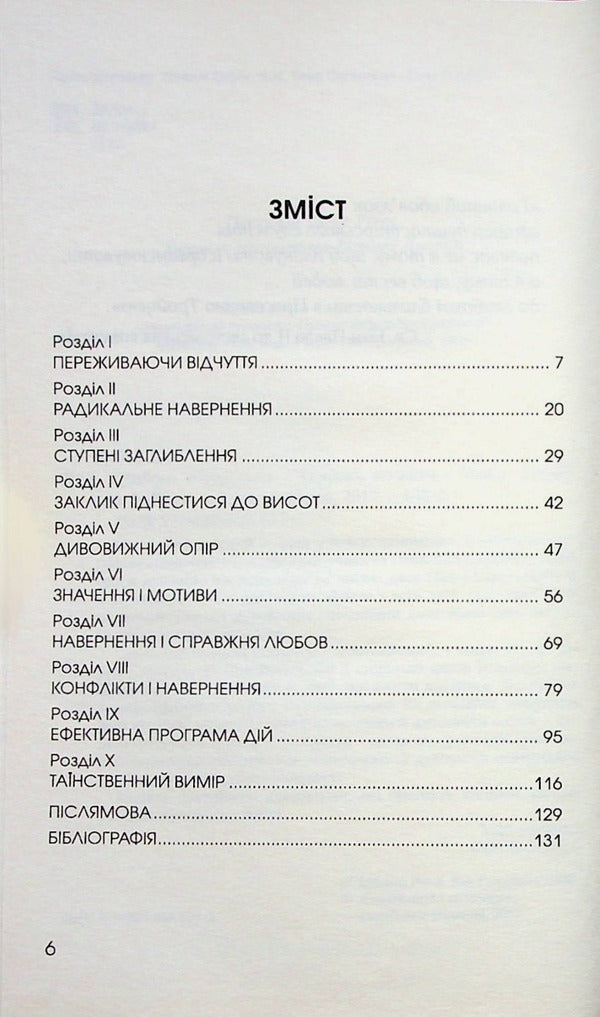 ЗМІСТ
Розділ I
ПЕРЕЖИВАЮЧИ ВІДЧУТТЯ.......................................................... 7
Розділ II
РАДИКАЛЬНЕ НАВЕРНЕННЯ..................................................... 20
Розділ III
СТУПЕНІ ЗАГЛИБЛЕННЯ............................................................ 29
Розділ IV
ЗАКЛИК ПІДНЕСТИСЯ ДО ВИСОТ............................................ 42
Розділ V
ДИВОВИЖНИЙ ОПІР................................................................ 47
Розділ VI
ЗНАЧЕННЯ І МОТИВИ................................................................ 56
Розділ VII
НАВЕРНЕННЯ І СПРАВЖНЯ ЛЮБОВ.......................................... 69
Розділ VIII
КОНФЛІКТИ І НАВЕРНЕННЯ........................................................ 79
Розділ IX
ЕФЕКТИВНА ПРОГРАМА ДІЙ...................................................... 95
Розділ X
ТАЇНСТВЕННИЙ ВИМІР.............................................................. 116
ПІСЛЯМОВА.............................................................................. 129
БІБЛІОГРАФІЯ............................................................................ 131
6